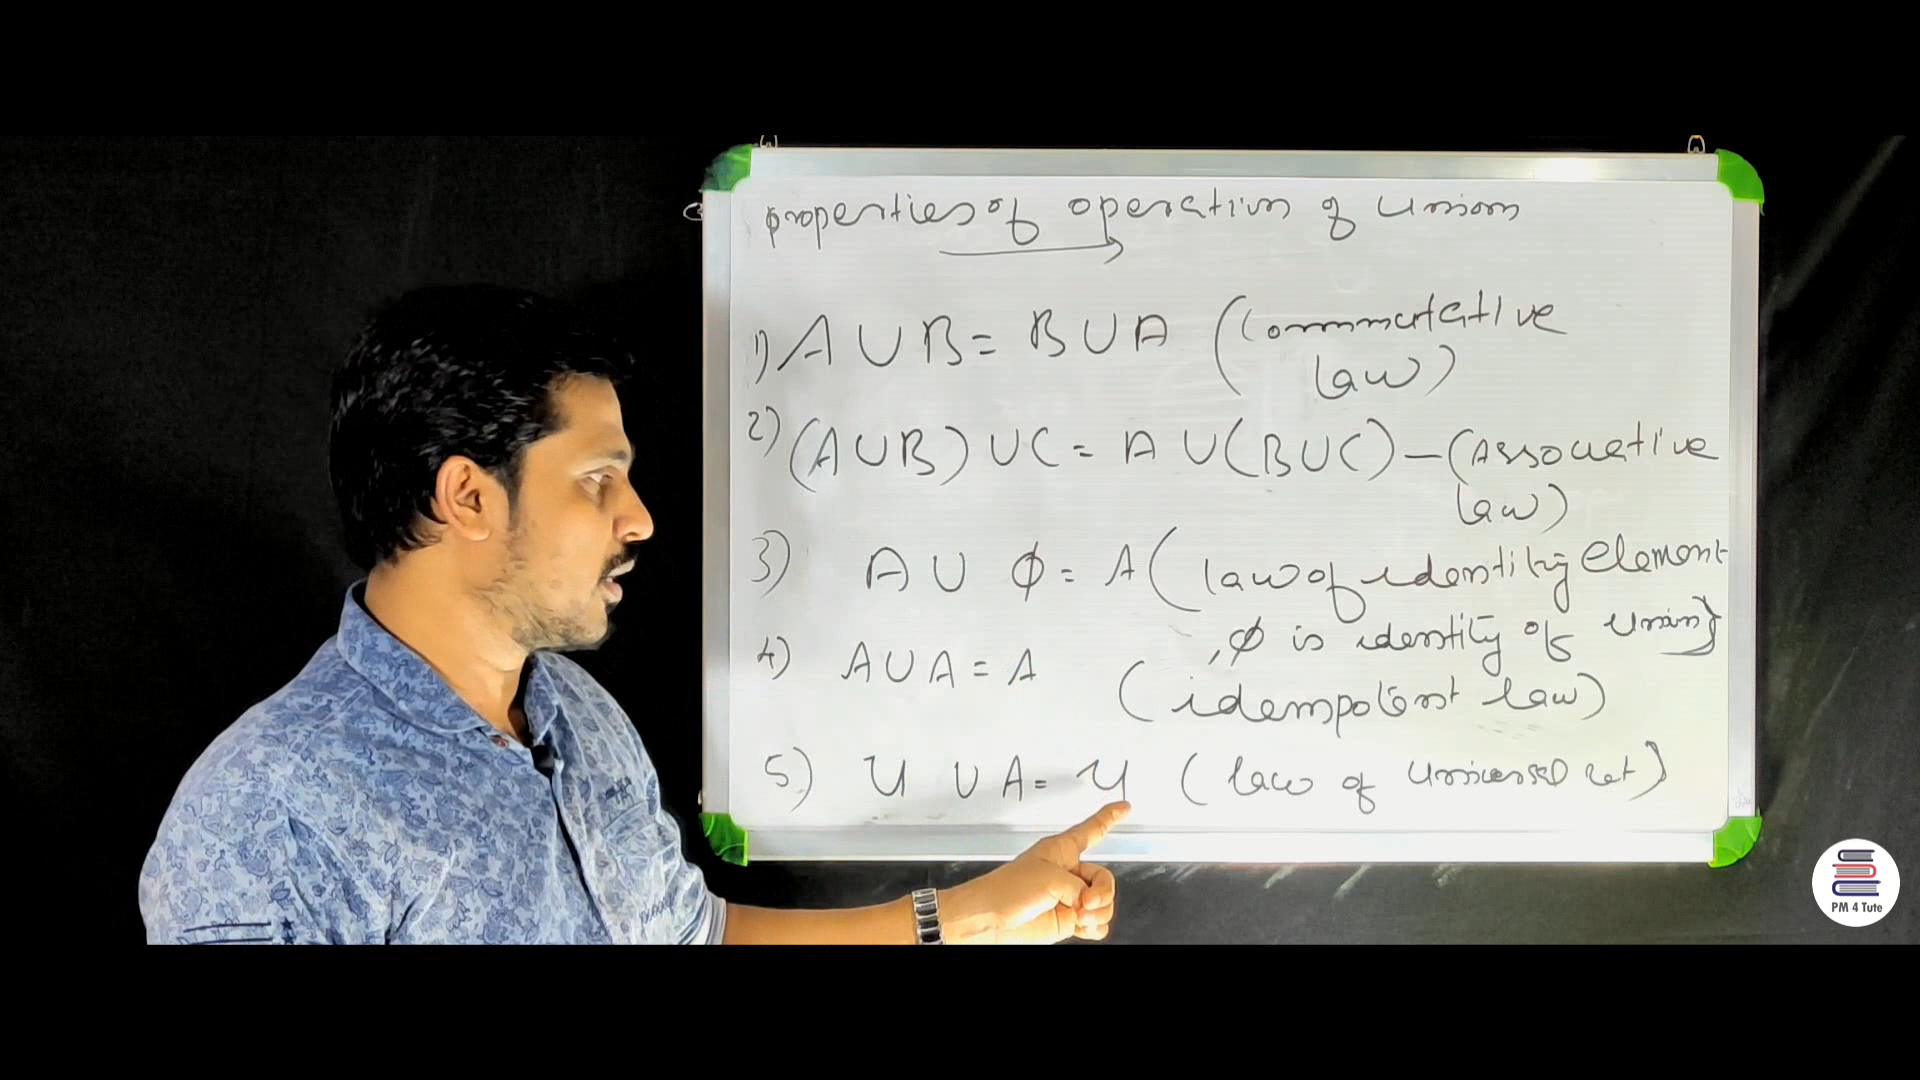 properties of operation of union
1) A ∪ B = B ∪ A (commutative
law)
2) (A ∪ B) ∪ C = A ∪ (B ∪ C) – (Associative
law)
3) A ∪ ϕ = A ( law of identity element
, ϕ is identity of union)
4) A ∪ A = A
(idempotent law)
5) U ∪ A = U (law of universal set)
PM 4 Tute